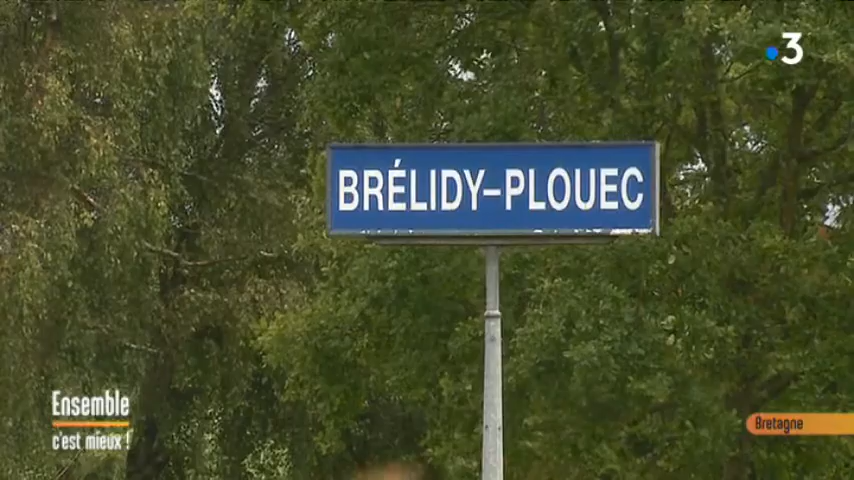 3
BRÉLIDY-PLOUEC
Ensemble
c'est mieux !
Bretagne